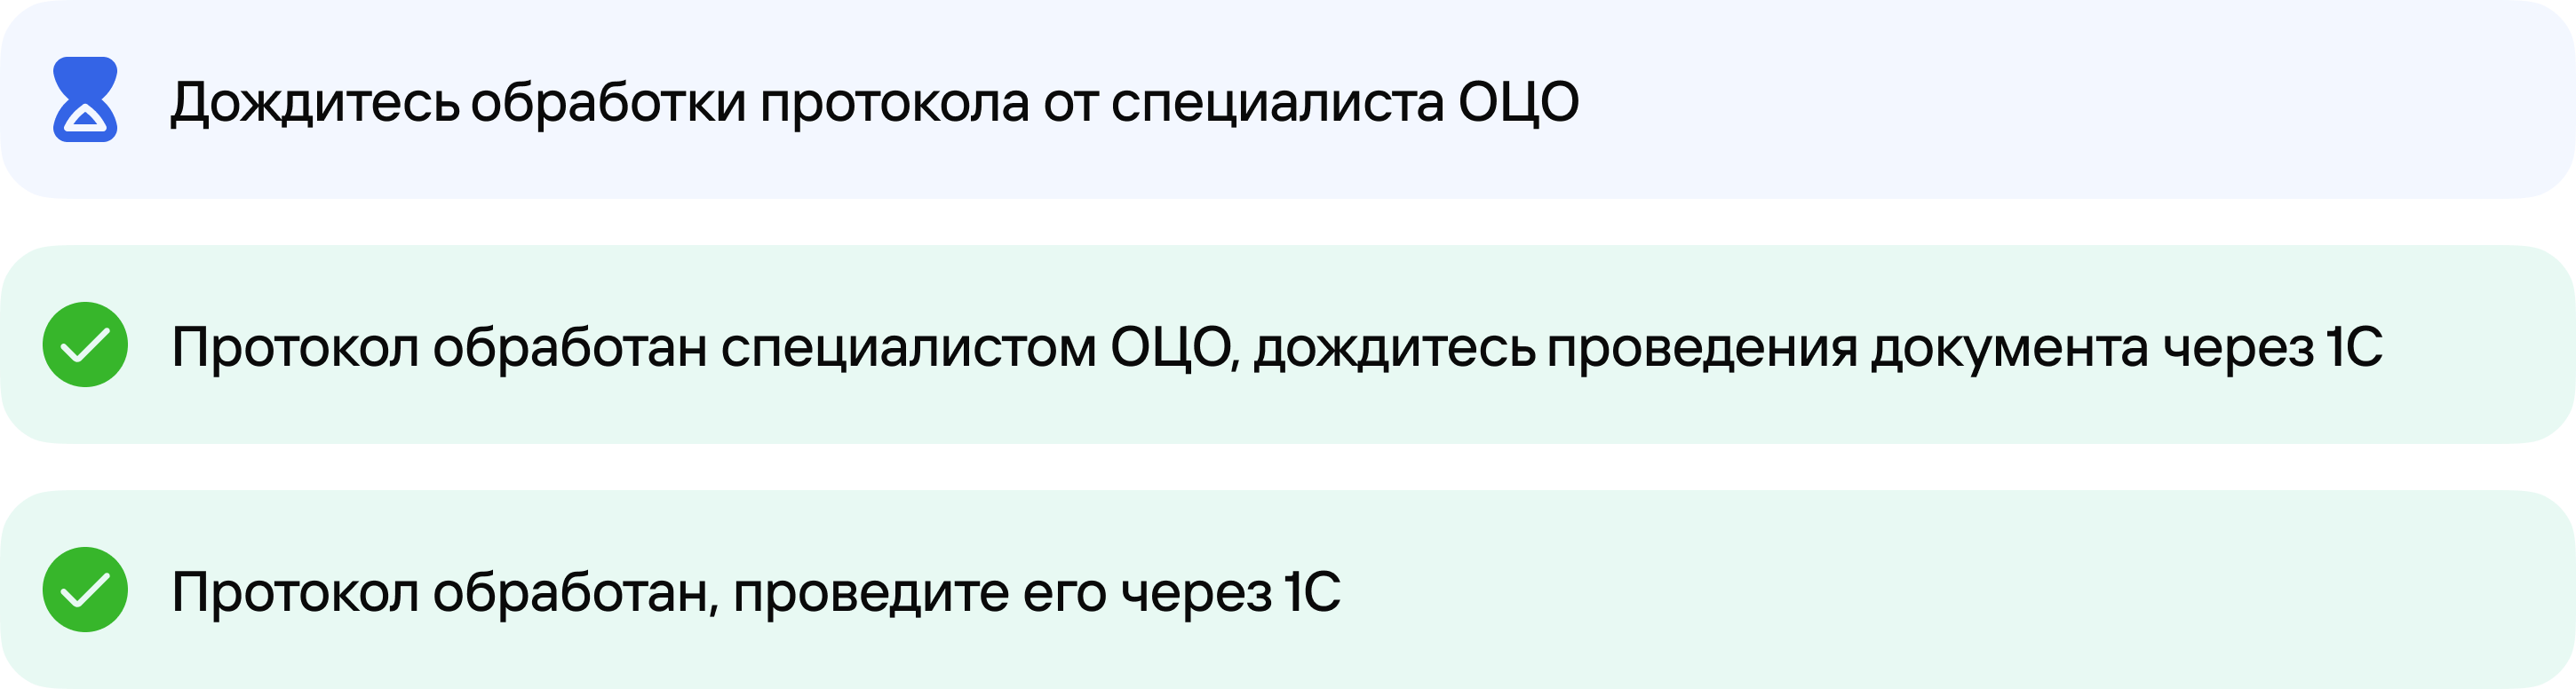 Дождитесь обработки протокола от специалиста ОЦО
Протокол обработан специалистом ОЦО, дождитесь проведения документа через 1С
Протокол обработан, проведите его через 1С